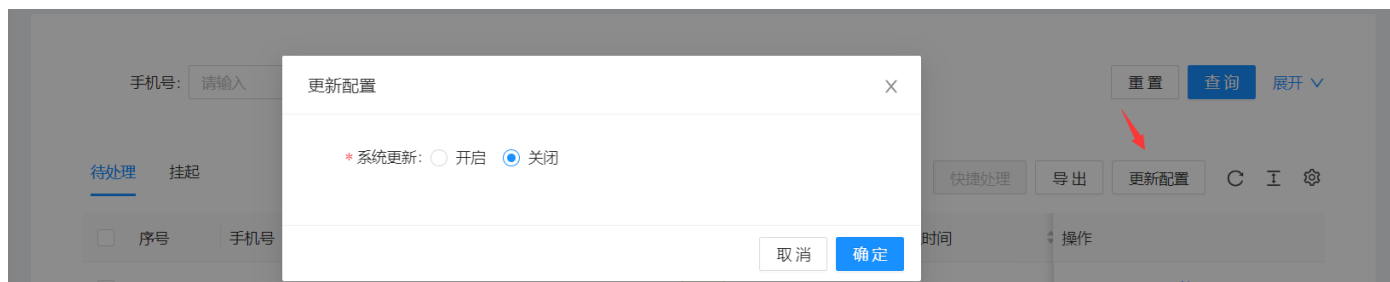 更新配置
手机号: 请输入
重置 查询 展开
* 系统更新: 开启 关闭
待处理 挂起
快捷处理 导出 更新配置
序号 手机号 时间 操作
取消 确定